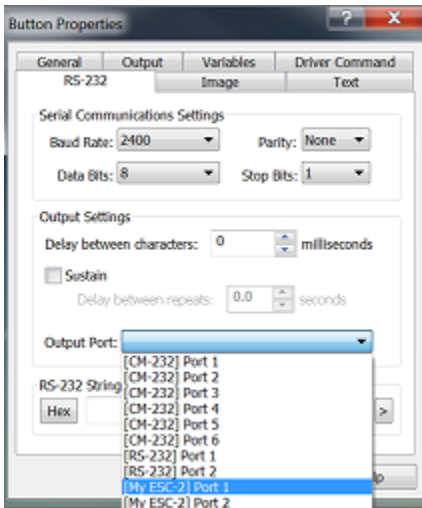 Button Properties
General Output Variables Driver Command
RS-232 Image Text
Serial Communications Settings
Baud Rate: 2400 Parity: None
Data Bits: 8 Stop Bits: 1
Output Settings
Delay between characters: 0 milliseconds
Sustain
Delay between repeats: 0.0 seconds
Output Port:
[CM-232] Port 1
[CM-232] Port 2
[CM-232] Port 3
[CM-232] Port 4
[CM-232] Port 5
[CM-232] Port 6
[RS-232] Port 1
[RS-232] Port 2
[My ESC-2] Port 1
[My ESC-2] Port 2
RS-232 String
Hex >